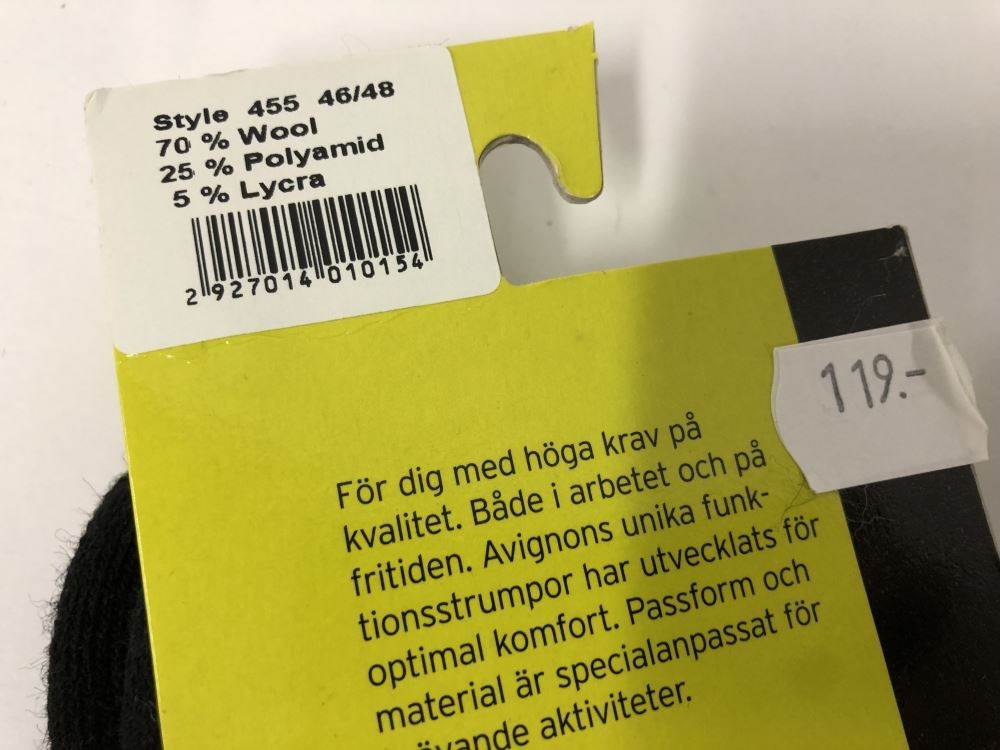 Style 455 46/48
70 % Wool
25 % Polyamid
5 % Lycra
2 927014 010154
119.-
För dig med höga krav på
kvalitet. Både i arbetet och på
fritiden. Avignons unika funk-
tionsstrumpor har utvecklats för
optimal komfort. Passform och
material är specialanpassat för
aktiviteter.